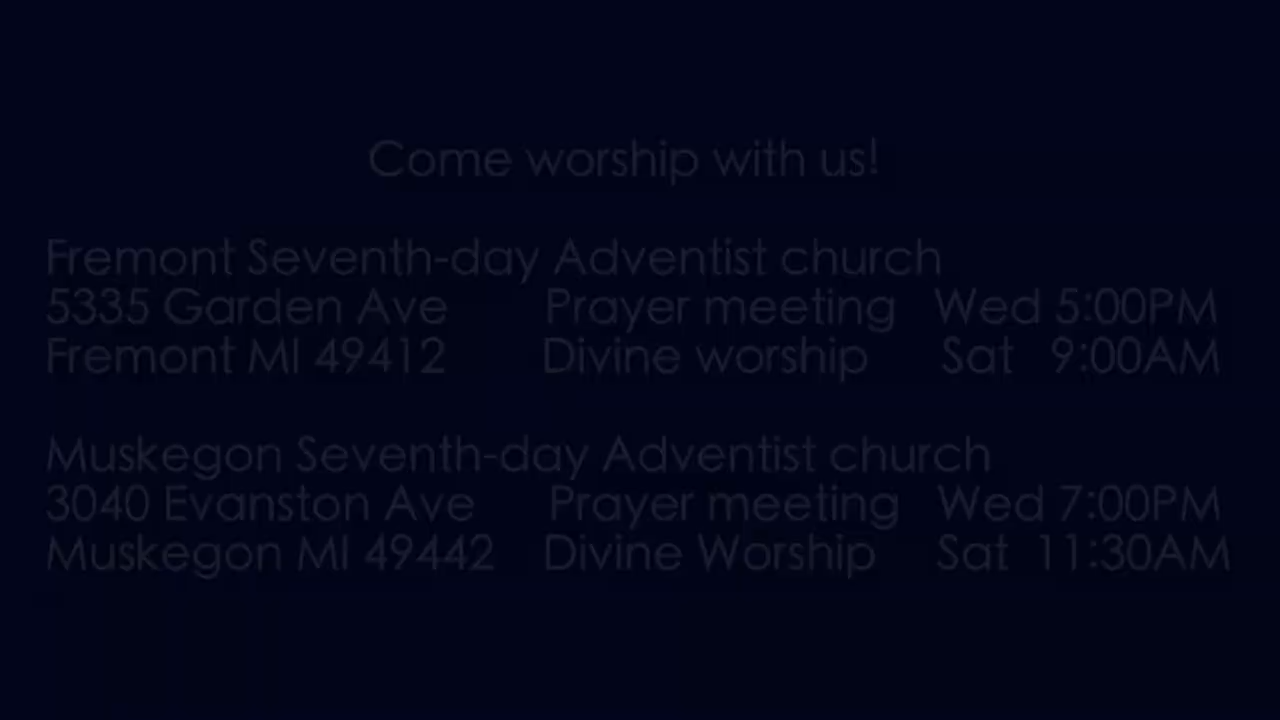 Come worship with us!
Fremont Seventh-day Adventist church
5335 Garden Ave Prayer meeting Wed 5:00PM
Fremont MI 49412 Divine worship Sat 9:00AM
Muskegon Seventh-day Adventist church
3040 Evanston Ave Prayer meeting Wed 7:00PM
Muskegon MI 49442 Divine Worship Sat 11:30AM